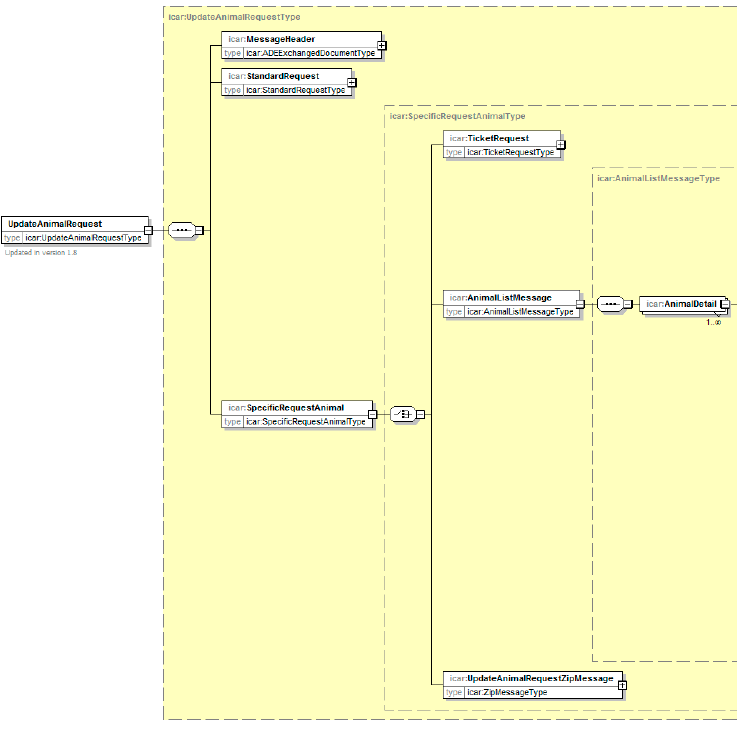 icar:UpdateAnimalRequestType
icar:MessageHeader
type icar:ADEExchangedDocumentType
icar:StandardRequest
type icar:StandardRequestType
icar:SpecificRequestAnimalType
icar:TicketRequest
type icar:TicketRequestType
icar:AnimalListMessageType
UpdateAnimalRequest
type icar:UpdateAnimalRequestType
Updated in version 1.8
icar:AnimalListMessage
type icar:AnimalListMessageType
icar:AnimalDetail
1..∞
icar:SpecificRequestAnimal
type icar:SpecificRequestAnimalType
icar:UpdateAnimalRequestZipMessage
type icar:ZipMessageType